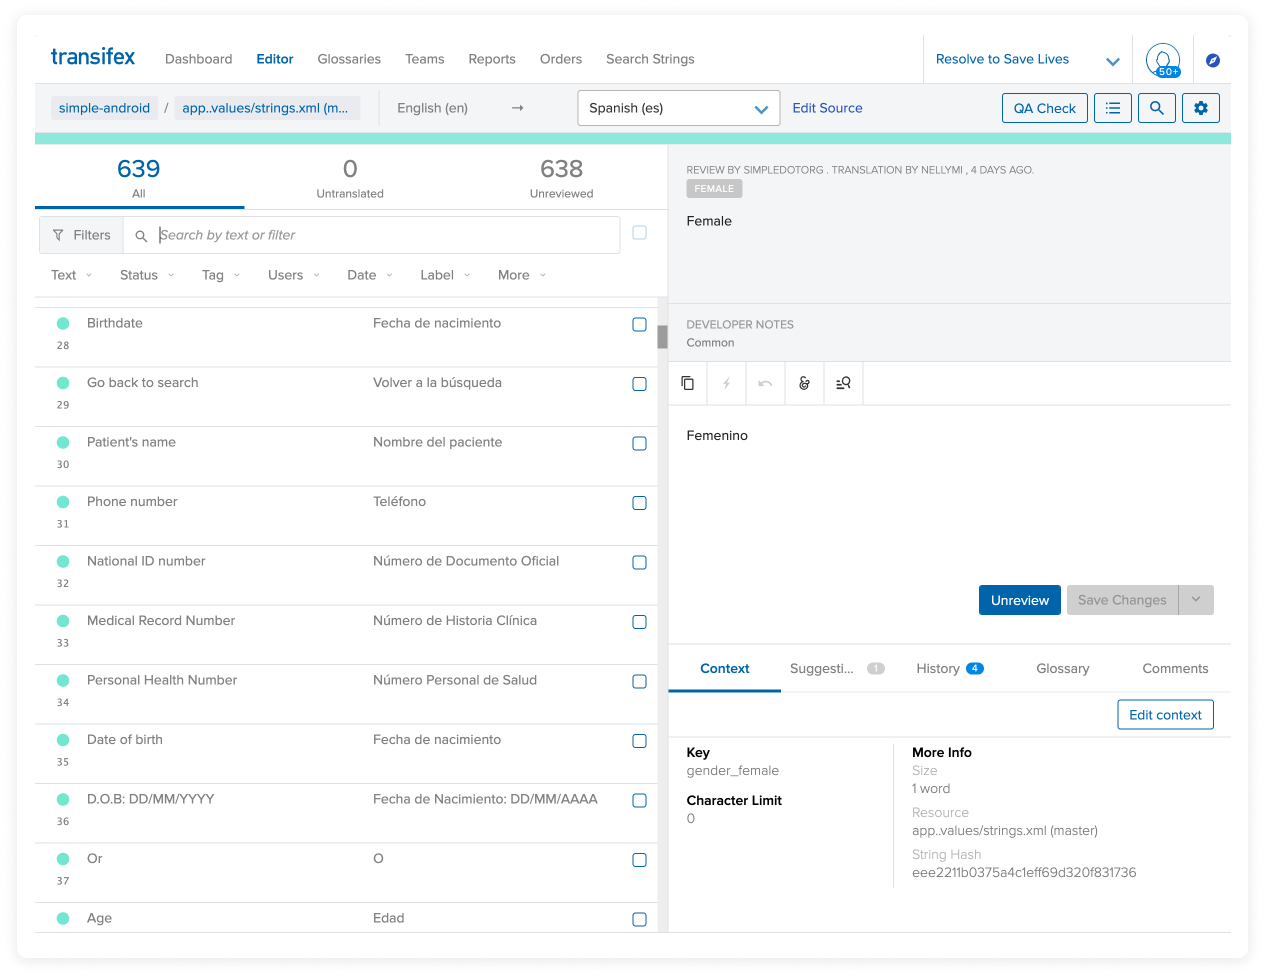 transifex Dashboard Editor Glossaries Teams Reports Orders Search Strings Resolve to Save Lives 50+
simple-android / app..values/strings.xml (m... English (en) → Spanish (es) Edit Source QA Check
639 0 638
All Untranslated Unreviewed
Filters Search by text or filter
Text Status Tag Users Date Label More
Birthdate Fecha de nacimiento
28
Go back to search Volver a la búsqueda
29
Patient's name Nombre del paciente
30
Phone number Teléfono
31
National ID number Número de Documento Oficial
32
Medical Record Number Número de Historia Clínica
33
Personal Health Number Número Personal de Salud
34
Date of birth Fecha de nacimiento
35
D.O.B: DD/MM/YYYY Fecha de Nacimiento: DD/MM/AAAA
36
Or O
37
Age Edad
REVIEW BY SIMPLEDOTORG . TRANSLATION BY NELLYMI , 4 DAYS AGO.
FEMALE
Female
DEVELOPER NOTES
Common
Femenino
Unreview Save Changes
Context Suggesti... 1 History 4 Glossary Comments
Edit context
Key
gender_female
Character Limit
0
More Info
Size
1 word
Resource
app..values/strings.xml (master)
String Hash
eee2211b0375a4c1eff69d320f831736